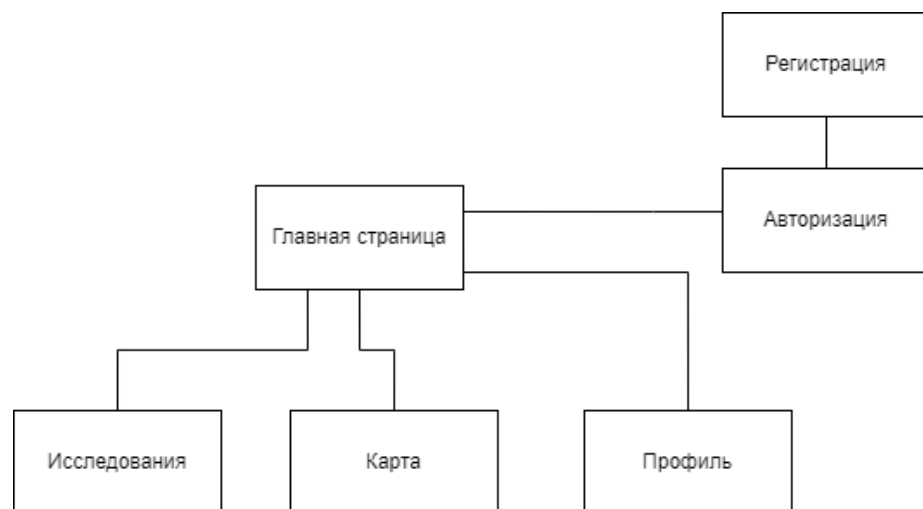 Регистрация
Авторизация
Главная страница
Исследования
Карта
Профиль